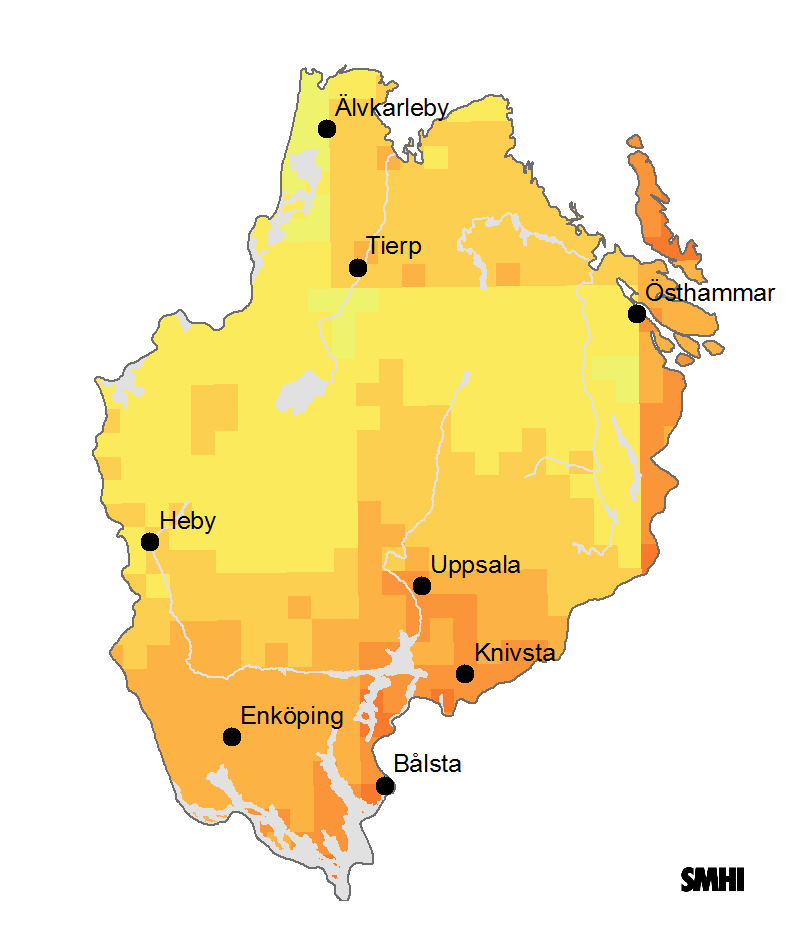 Älvkarleby
Tierp
Östhammar
Heby
Uppsala
Knivsta
Enköping
Bålsta
SMHI